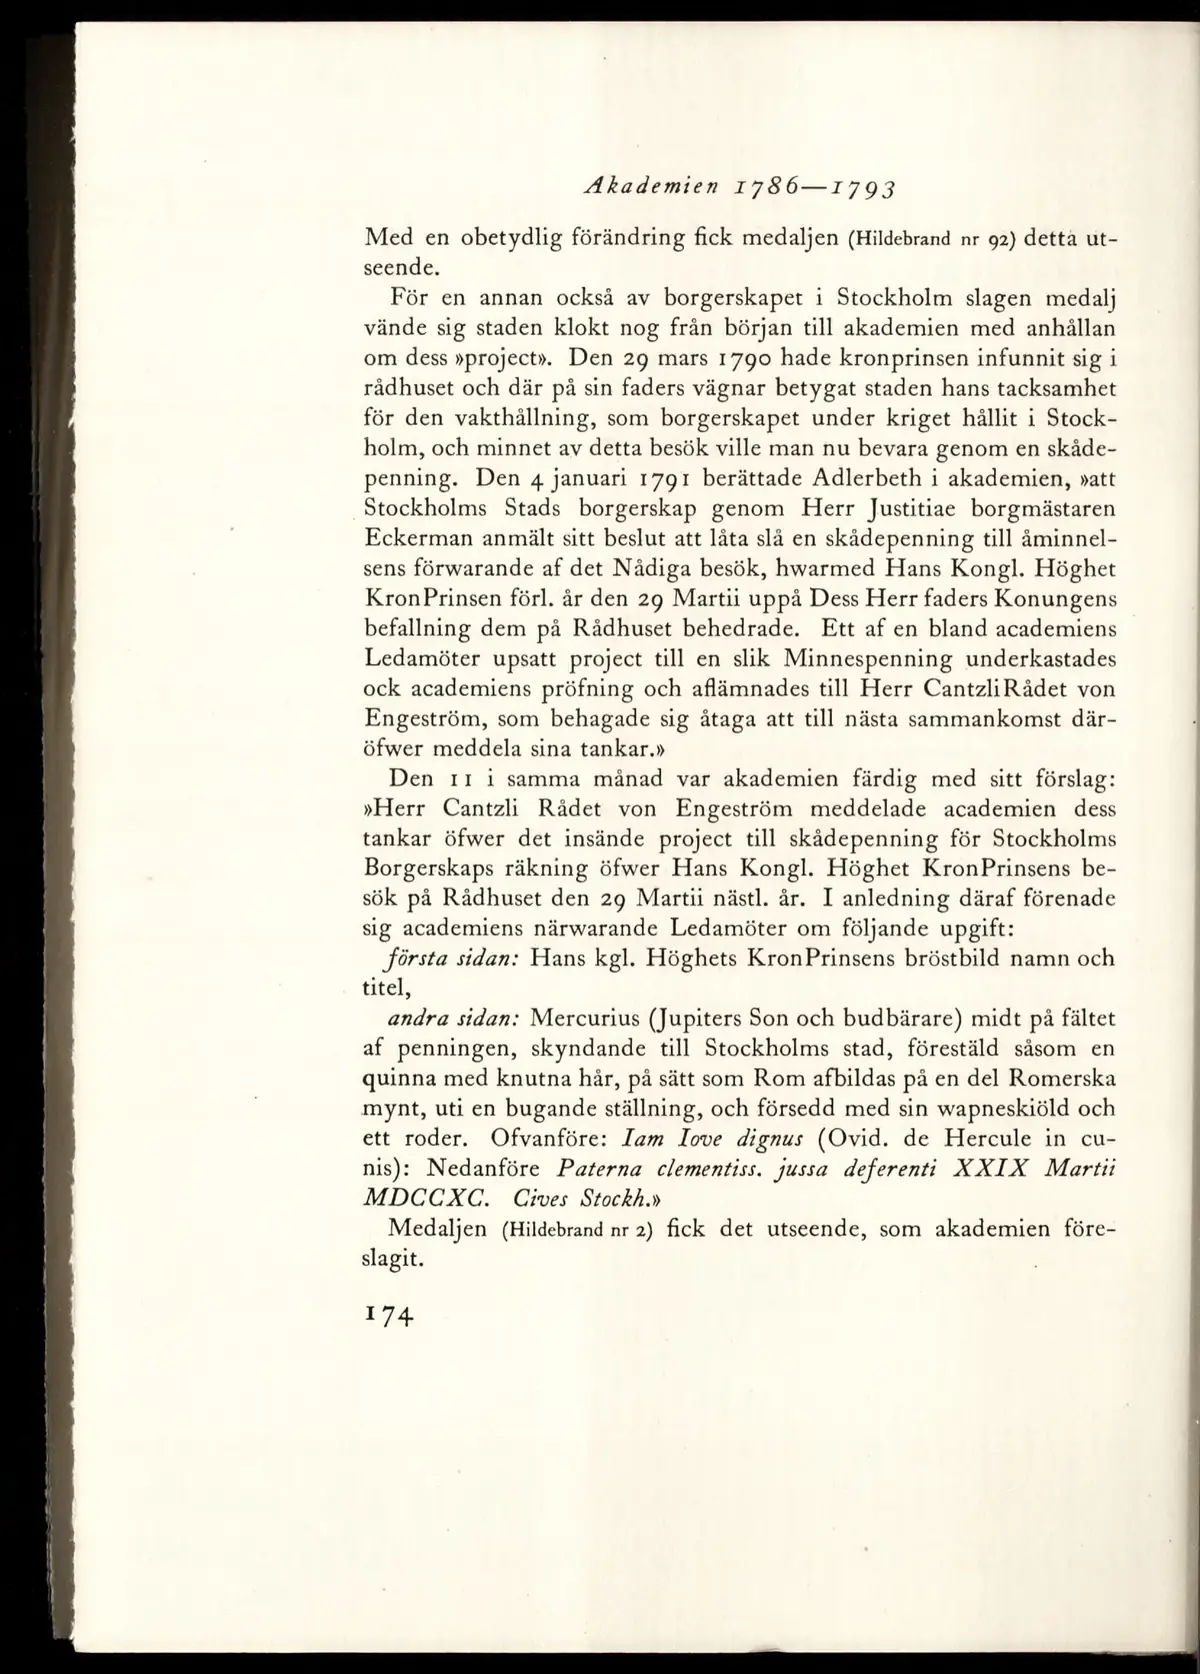 Akademien 1786—1793
Med en obetydlig förändring fick medaljen (Hildebrand nr 92) detta ut-
seende.
För en annan också av borgerskapet i Stockholm slagen medalj
vände sig staden klokt nog från början till akademien med anhållan
om dess »project». Den 29 mars 1790 hade kronprinsen infunnit sig i
rådhuset och där på sin faders vägnar betygat staden hans tacksamhet
för den vakthållning, som borgerskapet under kriget hållit i Stock-
holm, och minnet av detta besök ville man nu bevara genom en skåde-
penning. Den 4 januari 1791 berättade Adlerbeth i akademien, »att
Stockholms Stads borgerskap genom Herr Justitiae borgmästaren
Eckerman anmält sitt beslut att låta slå en skådepenning till åminnel-
sens förwarande af det Nådiga besök, hwarmed Hans Kongl. Höghet
KronPrinsen förl. år den 29 Martii uppå Dess Herr faders Konungens
befallning dem på Rådhuset behedrade. Ett af en bland academiens
Ledamöter upsatt project till en slik Minnespenning underkastades
ock academiens pröfning och aflämnades till Herr CantzliRådet von
Engeström, som behagade sig åtaga att till nästa sammankomst där-
öfwer meddela sina tankar.»
Den 11 i samma månad var akademien färdig med sitt förslag:
»Herr Cantzli Rådet von Engeström meddelade academien dess
tankar öfwer det insände project till skådepenning för Stockholms
Borgerskaps räkning öfwer Hans Kongl. Höghet KronPrinsens be-
sök på Rådhuset den 29 Martii nästl. år. I anledning däraf förenade
sig academiens närwarande Ledamöter om följande upgift:
första sidan: Hans kgl. Höghets KronPrinsens bröstbild namn och
titel,
andra sidan: Mercurius (Jupiters Son och budbärare) midt på fältet
af penningen, skyndande till Stockholms stad, förestäld såsom en
quinna med knutna hår, på sätt som Rom afbildas på en del Romerska
mynt, uti en bugande ställning, och försedd med sin wapneskiöld och
ett roder. Ofvanföre: Iam Iove dignus (Ovid. de Hercule in cu-
nis): Nedanföre Paterna clementiss. jussa deferenti XXIX Martii
MDCCXC. Cives Stockh.»
Medaljen (Hildebrand nr 2) fick det utseende, som akademien före-
slagit.
174